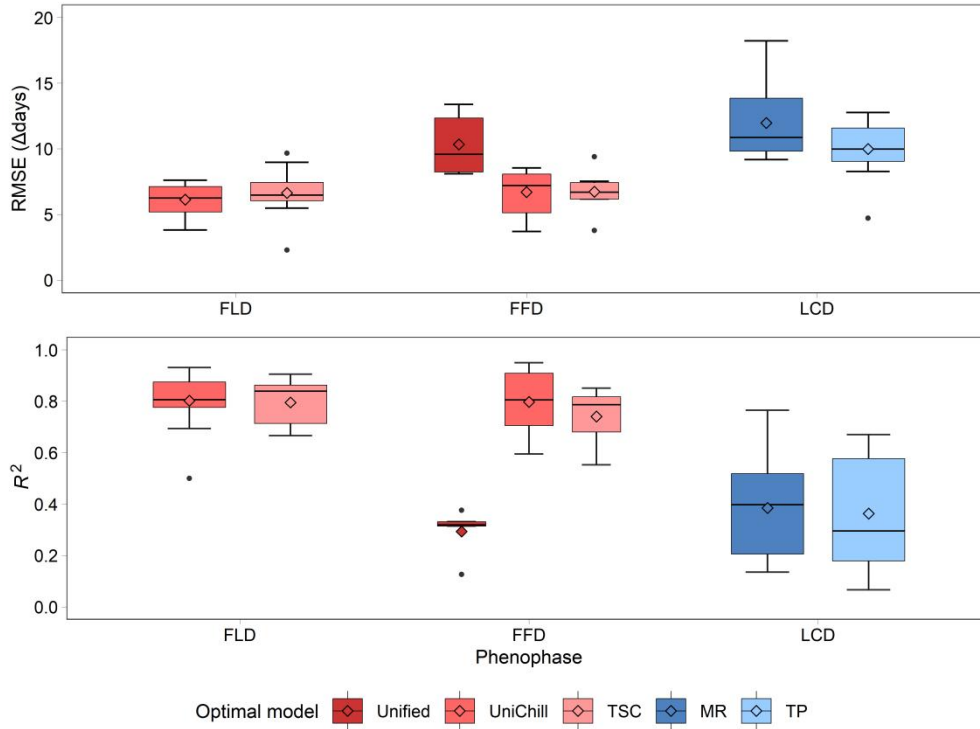 RMSE (Δdays)
20
15
10
5
0
FLD FFD LCD
R²
1.0
0.8
0.6
0.4
0.2
0.0
FLD FFD LCD
Phenophase
Optimal model Unified UniChill TSC MR TP